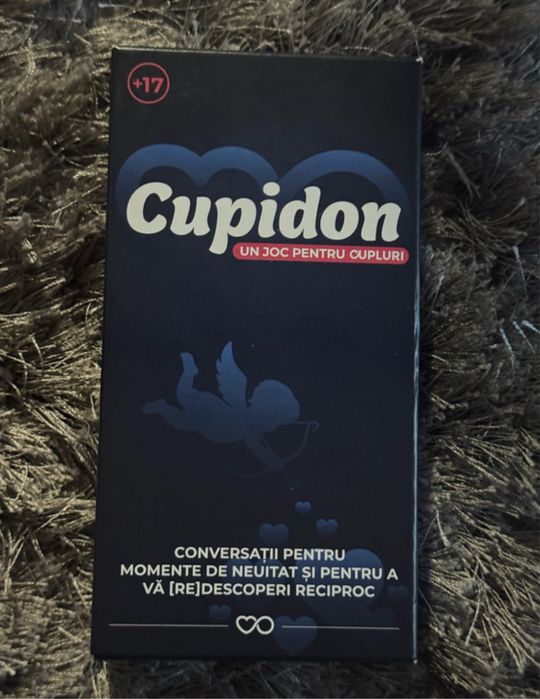 +17
Cupidon
UN JOC PENTRU CUPLURI
CONVERSAȚII PENTRU
MOMENTE DE NEUITAT ȘI PENTRU A
VĂ [RE]DESCOPERI RECIPROC